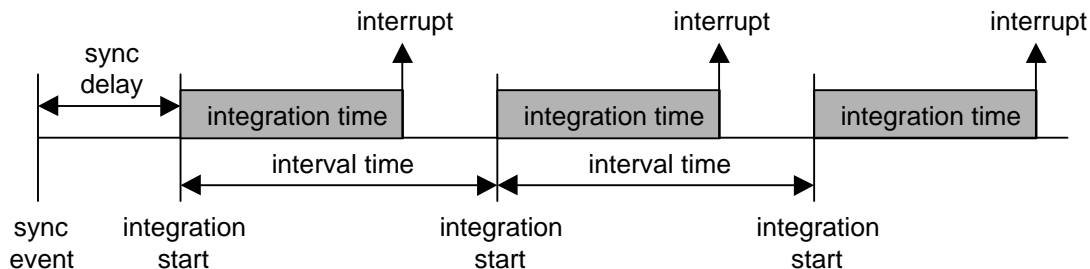 interrupt
interrupt
interrupt
sync
delay
integration time
integration time
integration time
interval time
interval time
sync
event
integration
start
integration
start
integration
start